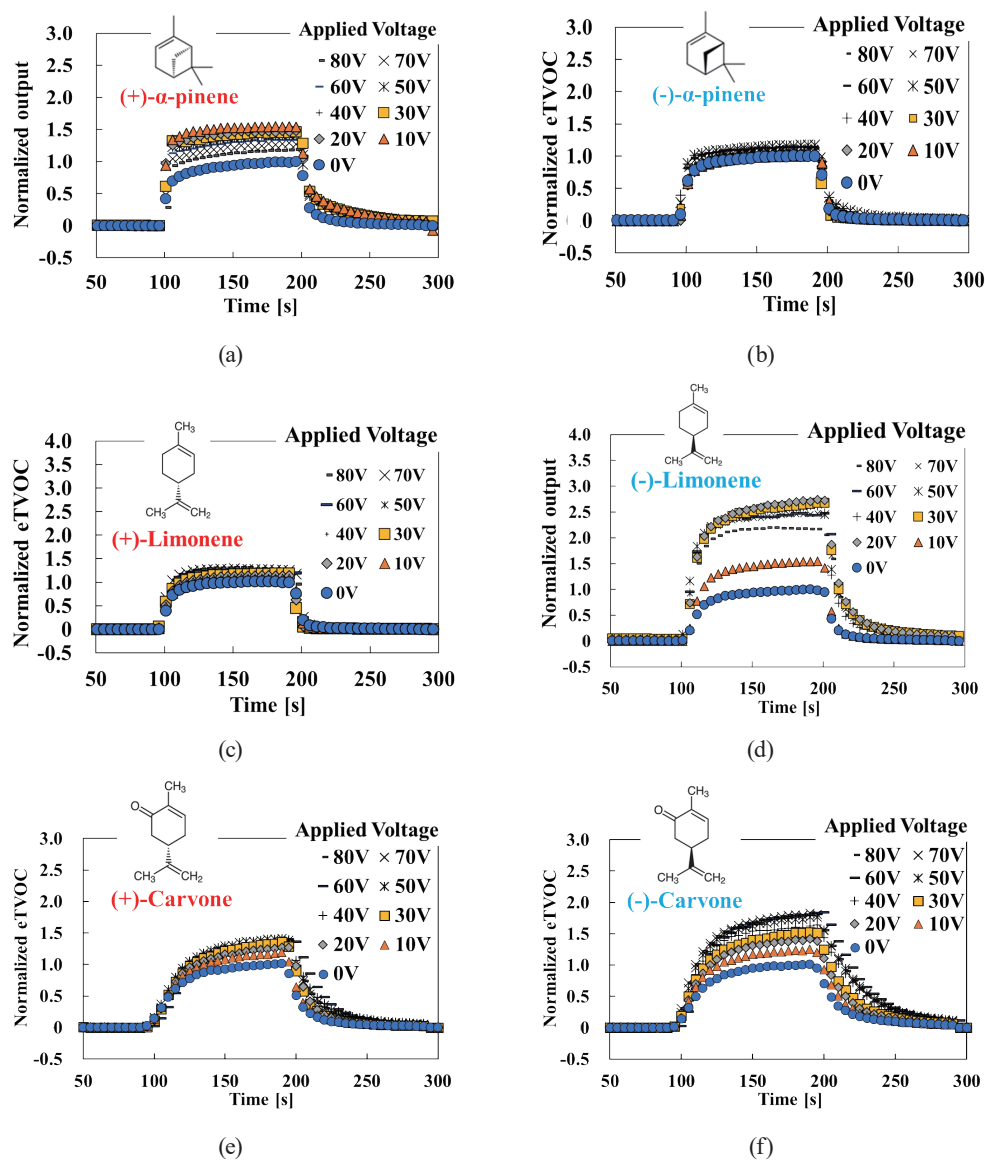 Applied Voltage
3.0
2.5
2.0
1.5
1.0
0.5
0
-0.5
Normalized output
(+)-α-pinene
80V 70V
60V 50V
40V 30V
20V 10V
0V
50 100 150 200 250 300
Time [s]
(a)
Applied Voltage
3.0
2.5
2.0
1.5
1.0
0.5
0
-0.5
Normalized eTVOC
(-)-α-pinene
80V 70V
60V 50V
40V 30V
20V 10V
0V
50 100 150 200 250 300
Time [s]
(b)
CH₃
Applied Voltage
4.0
3.5
3.0
2.5
2.0
1.5
1.0
0.5
0
-0.5
Normalized eTVOC
H₃C CH₂
(+)-Limonene
80V 70V
60V 50V
40V 30V
20V 10V
0V
50 100 150 200 250 300
Time [s]
(c)
CH₃
Applied Voltage
4.0
3.5
3.0
2.5
2.0
1.5
1.0
0.5
0
-0.5
Normalized output
H₃C CH₂
(-)-Limonene
80V 70V
60V 50V
40V 30V
20V 10V
0V
50 100 150 200 250 300
Time [s]
(d)
CH₃
O
Applied Voltage
3.0
2.5
2.0
1.5
1.0
0.5
0
-0.5
Normalized eTVOC
CH₃ CH₂
(+)-Carvone
80V 70V
60V 50V
40V 30V
20V 10V
0V
50 100 150 200 250 300
Time [s]
(e)
CH₃
O
Applied Voltage
3.0
2.5
2.0
1.5
1.0
0.5
0
-0.5
Normalized eTVOC
CH₃ CH₂
(-)-Carvone
80V 70V
60V 50V
40V 30V
20V 10V
0V
50 100 150 200 250 300
Time [s]
(f)